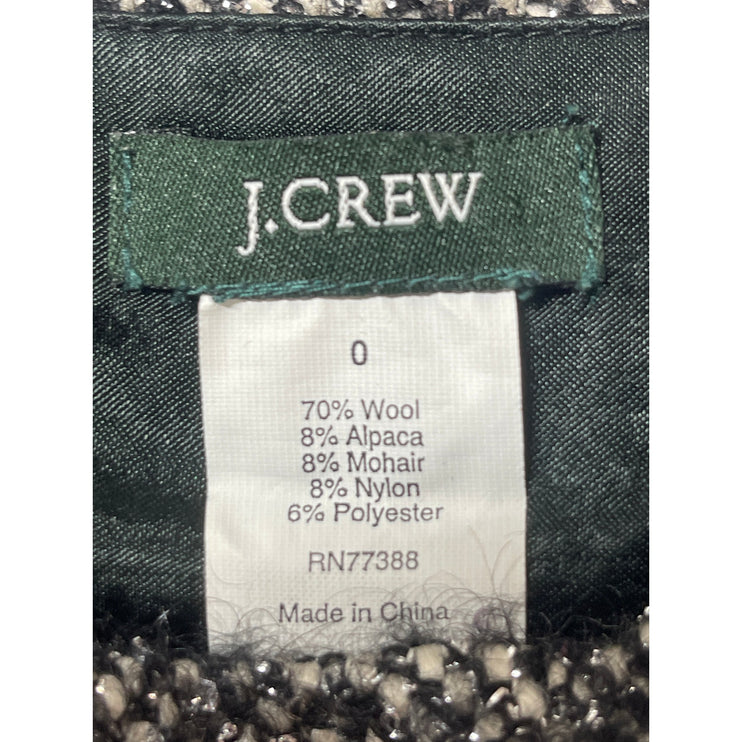 J.CREW
0
70% Wool
8% Alpaca
8% Mohair
8% Nylon
6% Polyester
RN77388
Made in China